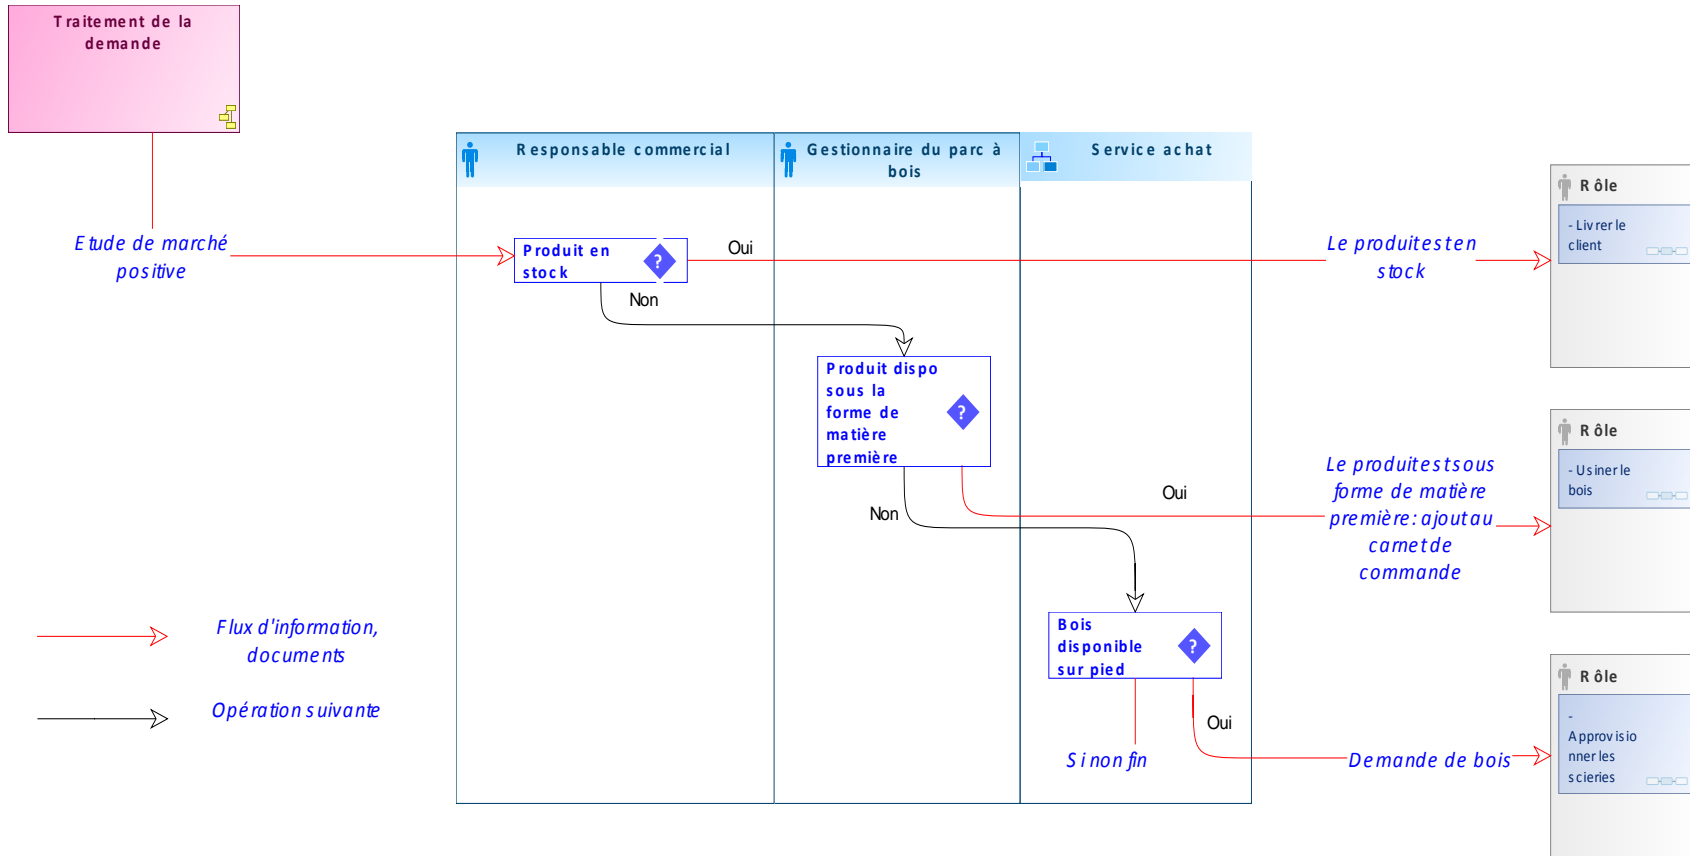 Traitement de la
demande
Responsable commercial
Gestionnaire du parc à
bois
Service achat
Rôle
- Livrer le
client
Etude de marché
positive
Produit en
stock
?
Oui
Le produit est en
stock
Non
Produit dispo
sous la
forme de
matière
première
?
Rôle
- Usiner le
bois
Oui
Non
Le produit est sous
forme de matière
première : ajout au
carnet de
commande
Flux d'information,
documents
Bois
disponible
sur pied
?
Rôle
-
Approvisio
nner les
scieries
Opération suivante
Oui
Si non fin
Demande de bois